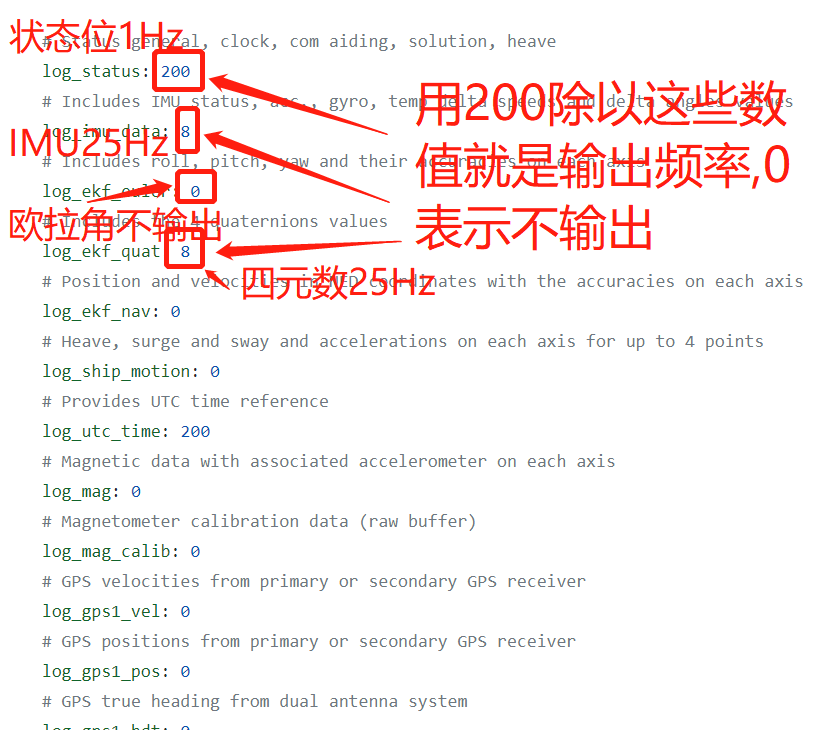 状态位1Hz
# Status general, clock, com aiding, solution, heave
log_status: 200
# Includes IMU status, acc., gyro, temp delta speeds and delta angles values
log_imu_data: 8
IMU25Hz
# Includes roll, pitch, yaw and their accuracies on each axis
log_ekf_euler: 0
欧拉角不输出
# Includes the 4 quaternions values
log_ekf_quat 8
用200除以这些数
值就是输出频率,0
表示不输出
四元数25Hz
# Position and velocities in NED coordinates with the accuracies on each axis
log_ekf_nav: 0
# Heave, surge and sway and accelerations on each axis for up to 4 points
log_ship_motion: 0
# Provides UTC time reference
log_utc_time: 200
# Magnetic data with associated accelerometer on each axis
log_mag: 0
# Magnetometer calibration data (raw buffer)
log_mag_calib: 0
# GPS velocities from primary or secondary GPS receiver
log_gps1_vel: 0
# GPS positions from primary or secondary GPS receiver
log_gps1_pos: 0
# GPS true heading from dual antenna system
log_gps1_hdt: 0